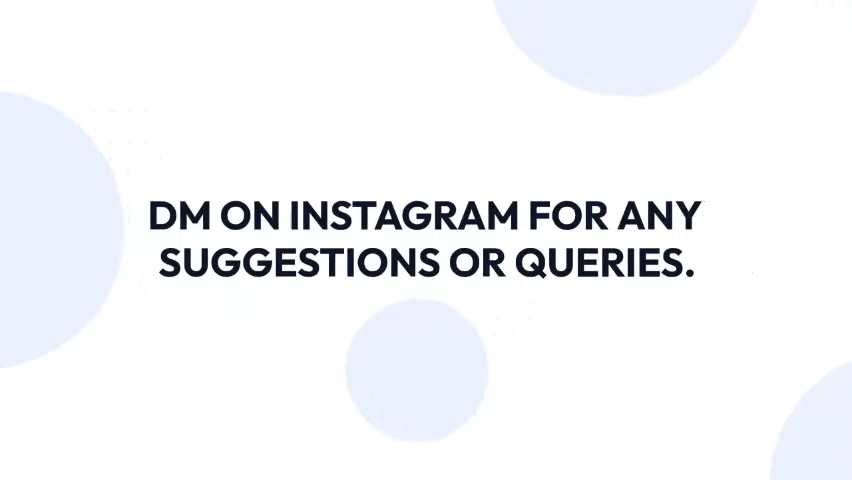 DM ON INSTAGRAM FOR ANY
SUGGESTIONS OR QUERIES.